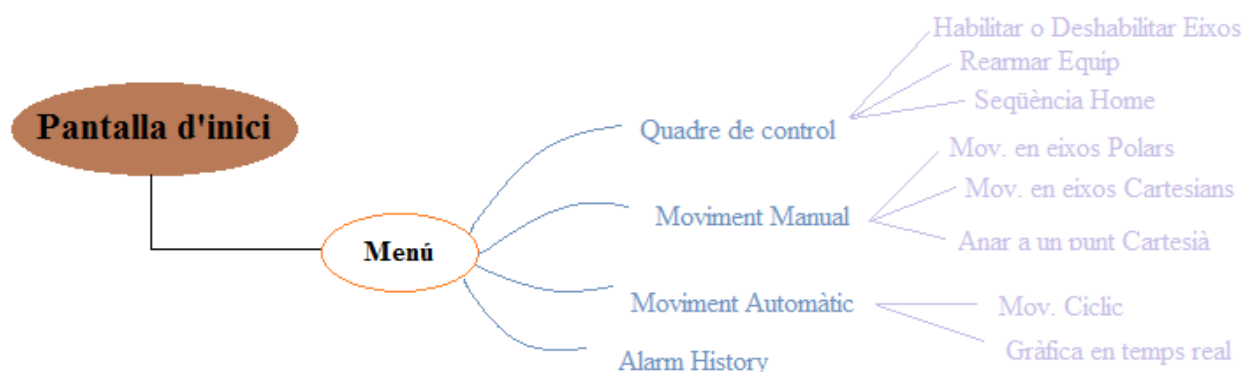 Pantalla d'inici
Menú
Quadre de control
Habilitar o Deshabilitar Eixos
Rearmar Equip
Seqüència Home
Moviment Manual
Mov. en eixos Polars
Mov. en eixos Cartesians
Anar a un punt Cartesià
Moviment Automàtic
Mov. Ciclic
Gràfica en temps real
Alarm History